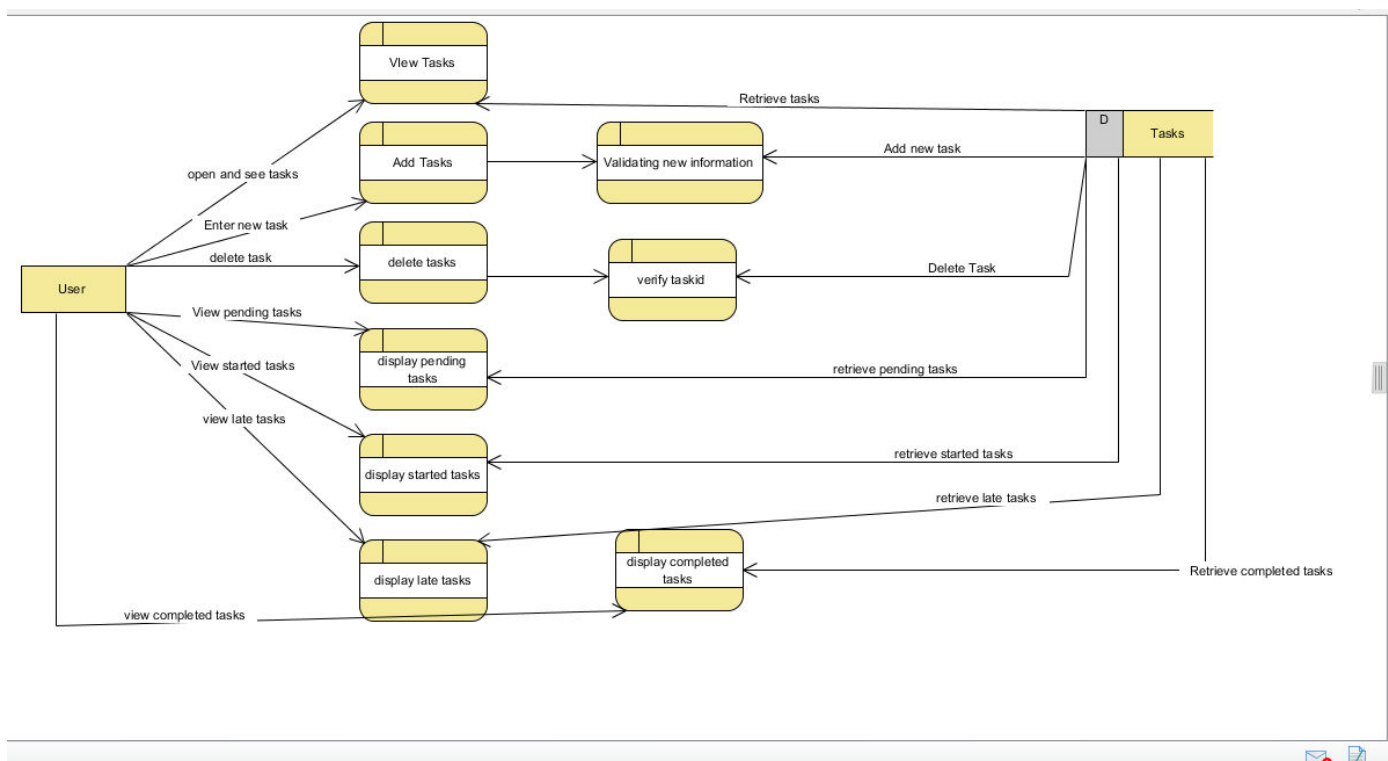 VIew Tasks
Retrieve tasks
D
Tasks
Add Tasks
Validating new information
Add new task
open and see tasks
Enter new task
delete task
delete tasks
verify taskid
Delete Task
User
View pending tasks
display pending
tasks
retrieve pending tasks
View started tasks
view late tasks
display started tasks
retrieve started tasks
retrieve late tasks
display late tasks
display completed
tasks
Retrieve completed tasks
view completed tasks